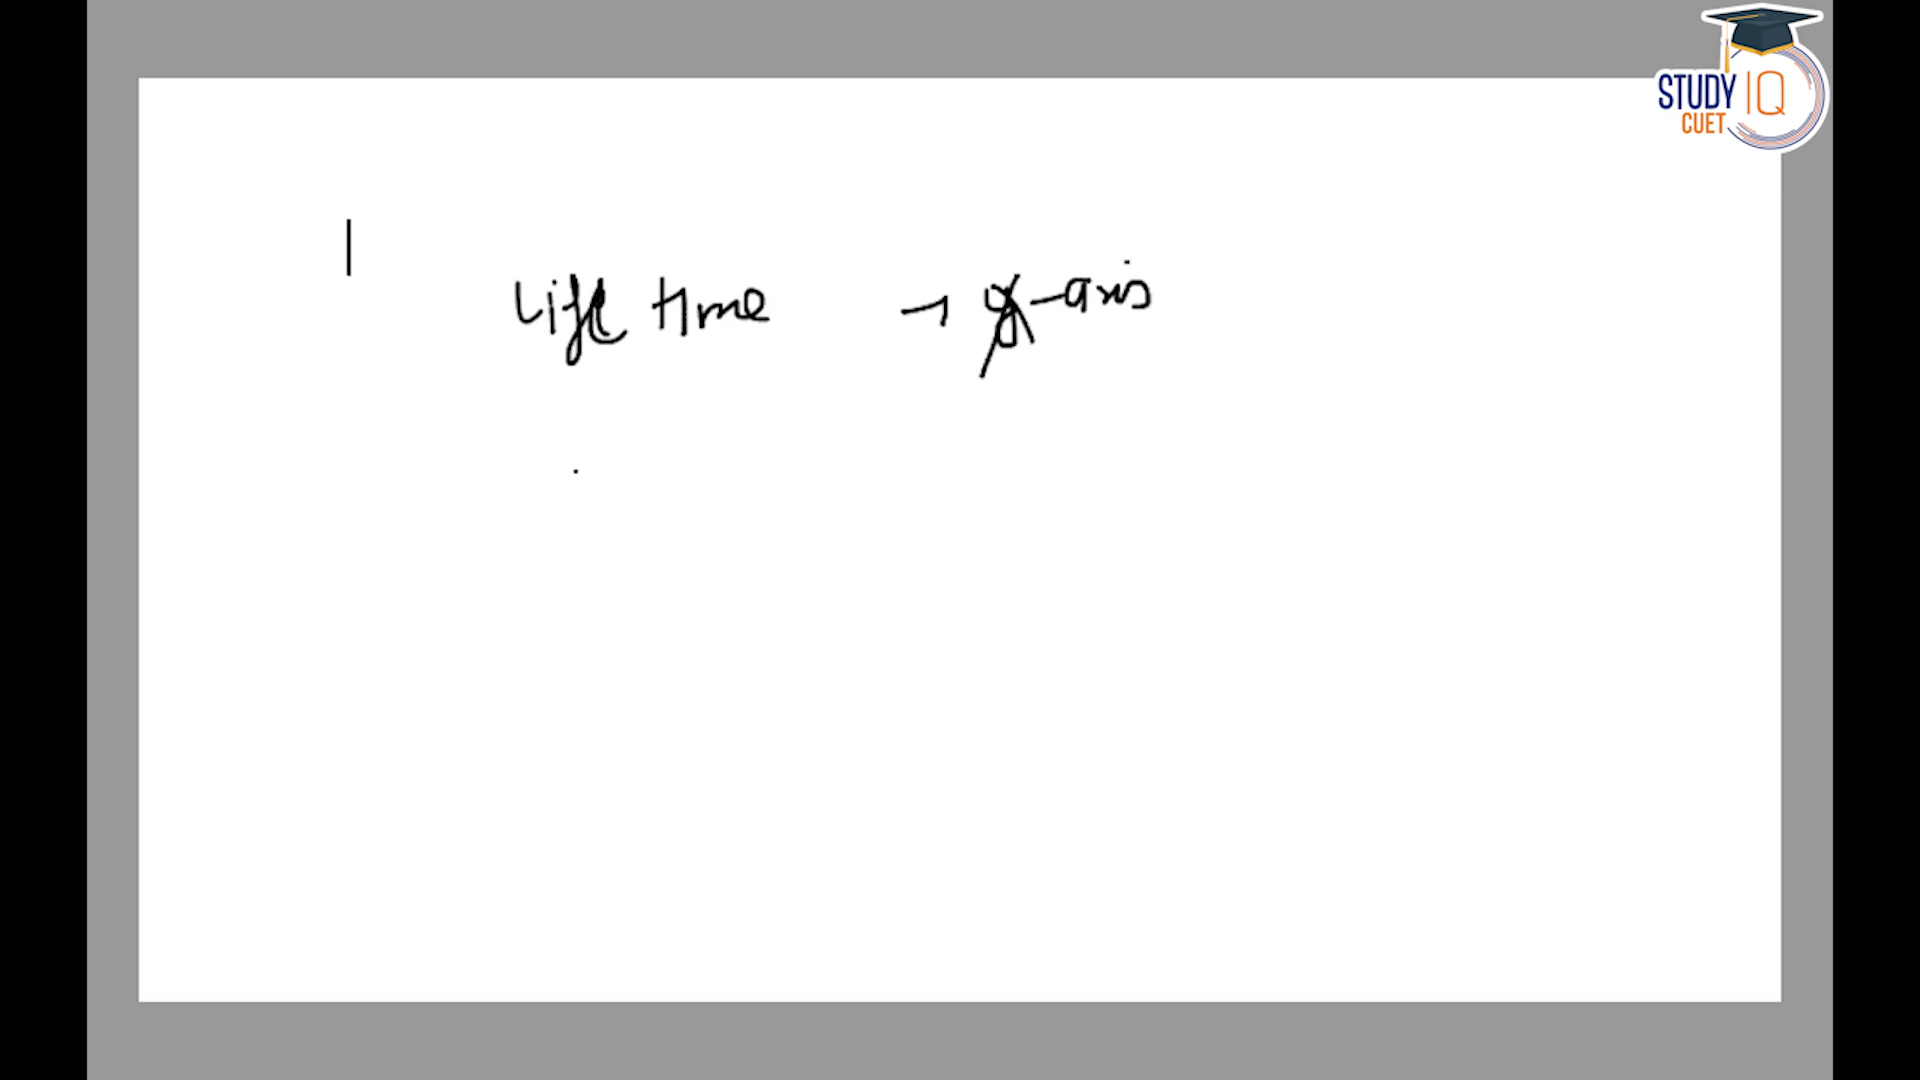 STUDY IQ
CUET
Life time → x-axis